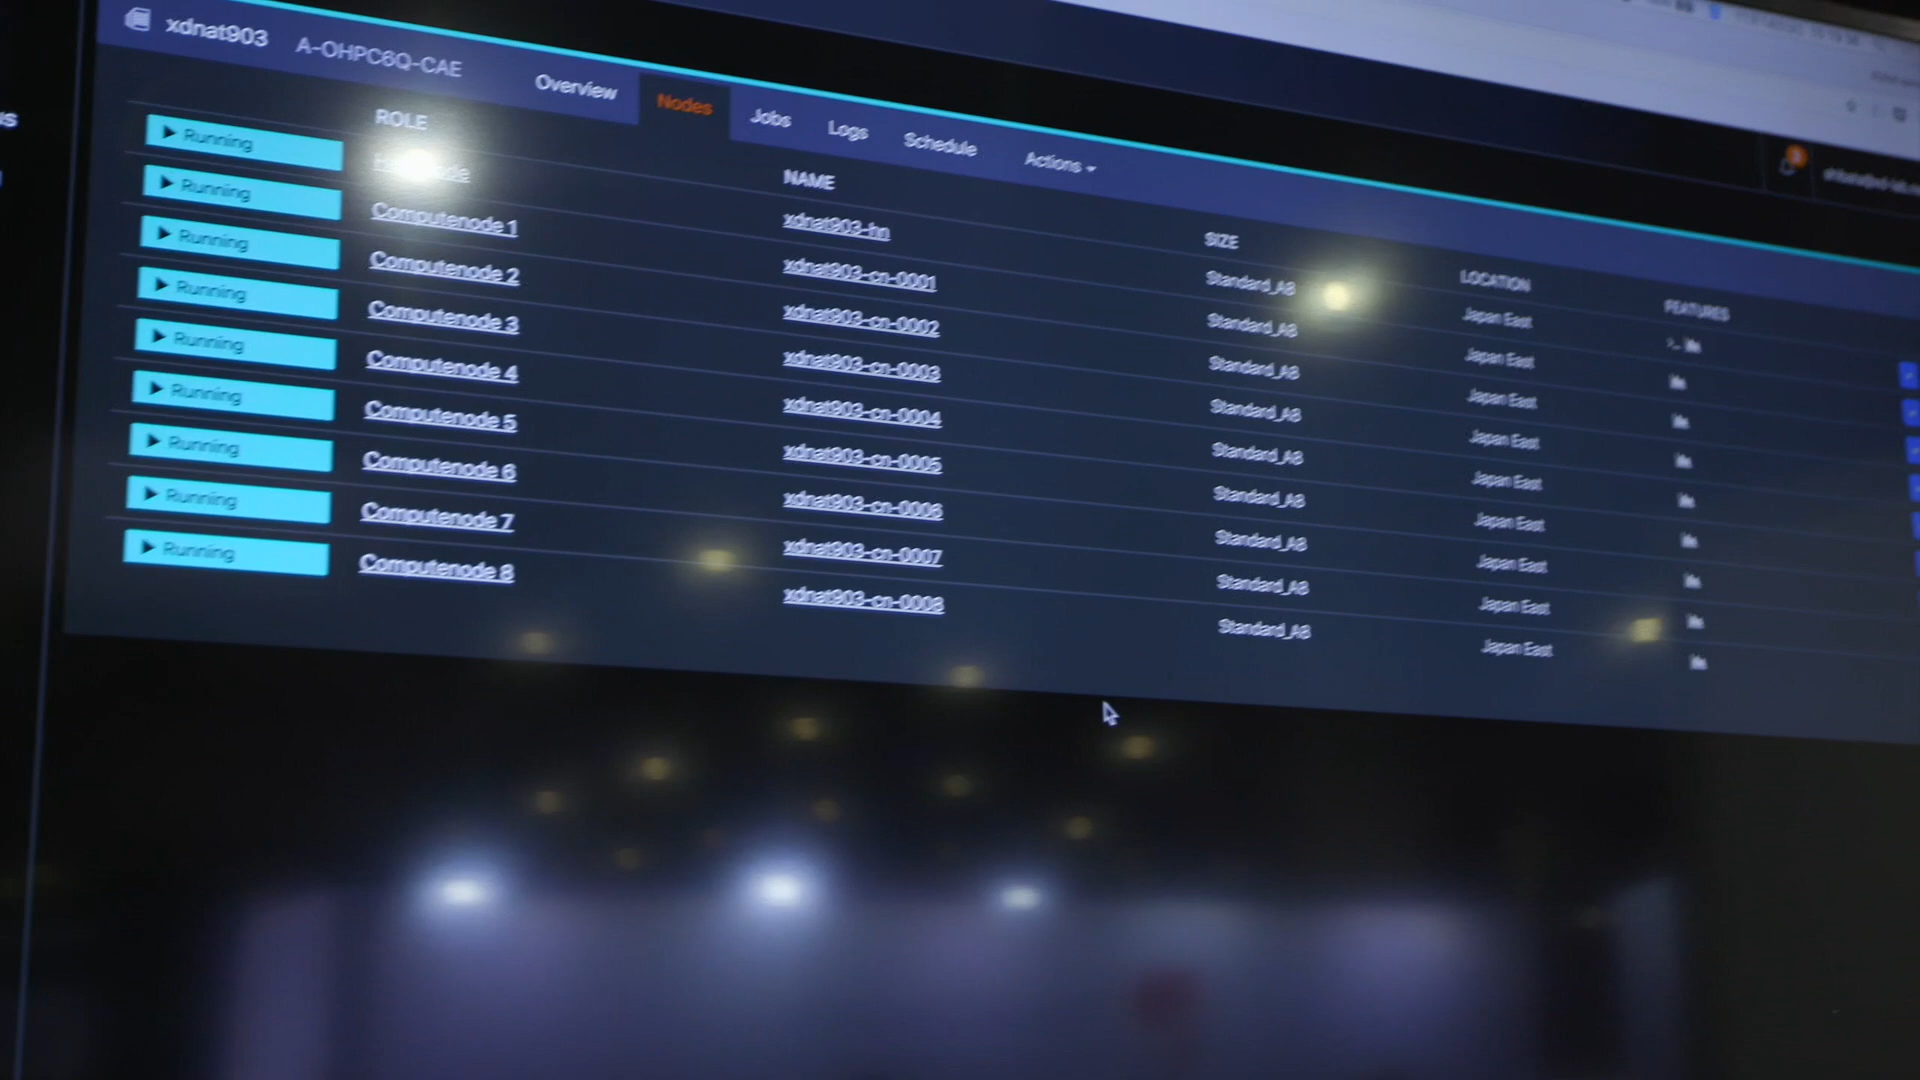 xdnat903 A-OHPC6Q-CAE Overview Nodes Jobs Logs Schedule Actions
ROLE NAME SIZE LOCATION FEATURES
Running xdnat903-hn Standard_A8 Japan East
Running Computenode 1 xdnat903-cn-0001 Standard_A8 Japan East
Running Computenode 2 xdnat903-cn-0002 Standard_A8 Japan East
Running Computenode 3 xdnat903-cn-0003 Standard_A8 Japan East
Running Computenode 4 xdnat903-cn-0004 Standard_A8 Japan East
Running Computenode 5 xdnat903-cn-0005 Standard_A8 Japan East
Running Computenode 6 xdnat903-cn-0006 Standard_A8 Japan East
Running Computenode 7 xdnat903-cn-0007 Standard_A8 Japan East
Running Computenode 8 xdnat903-cn-0008 Standard_A8 Japan East